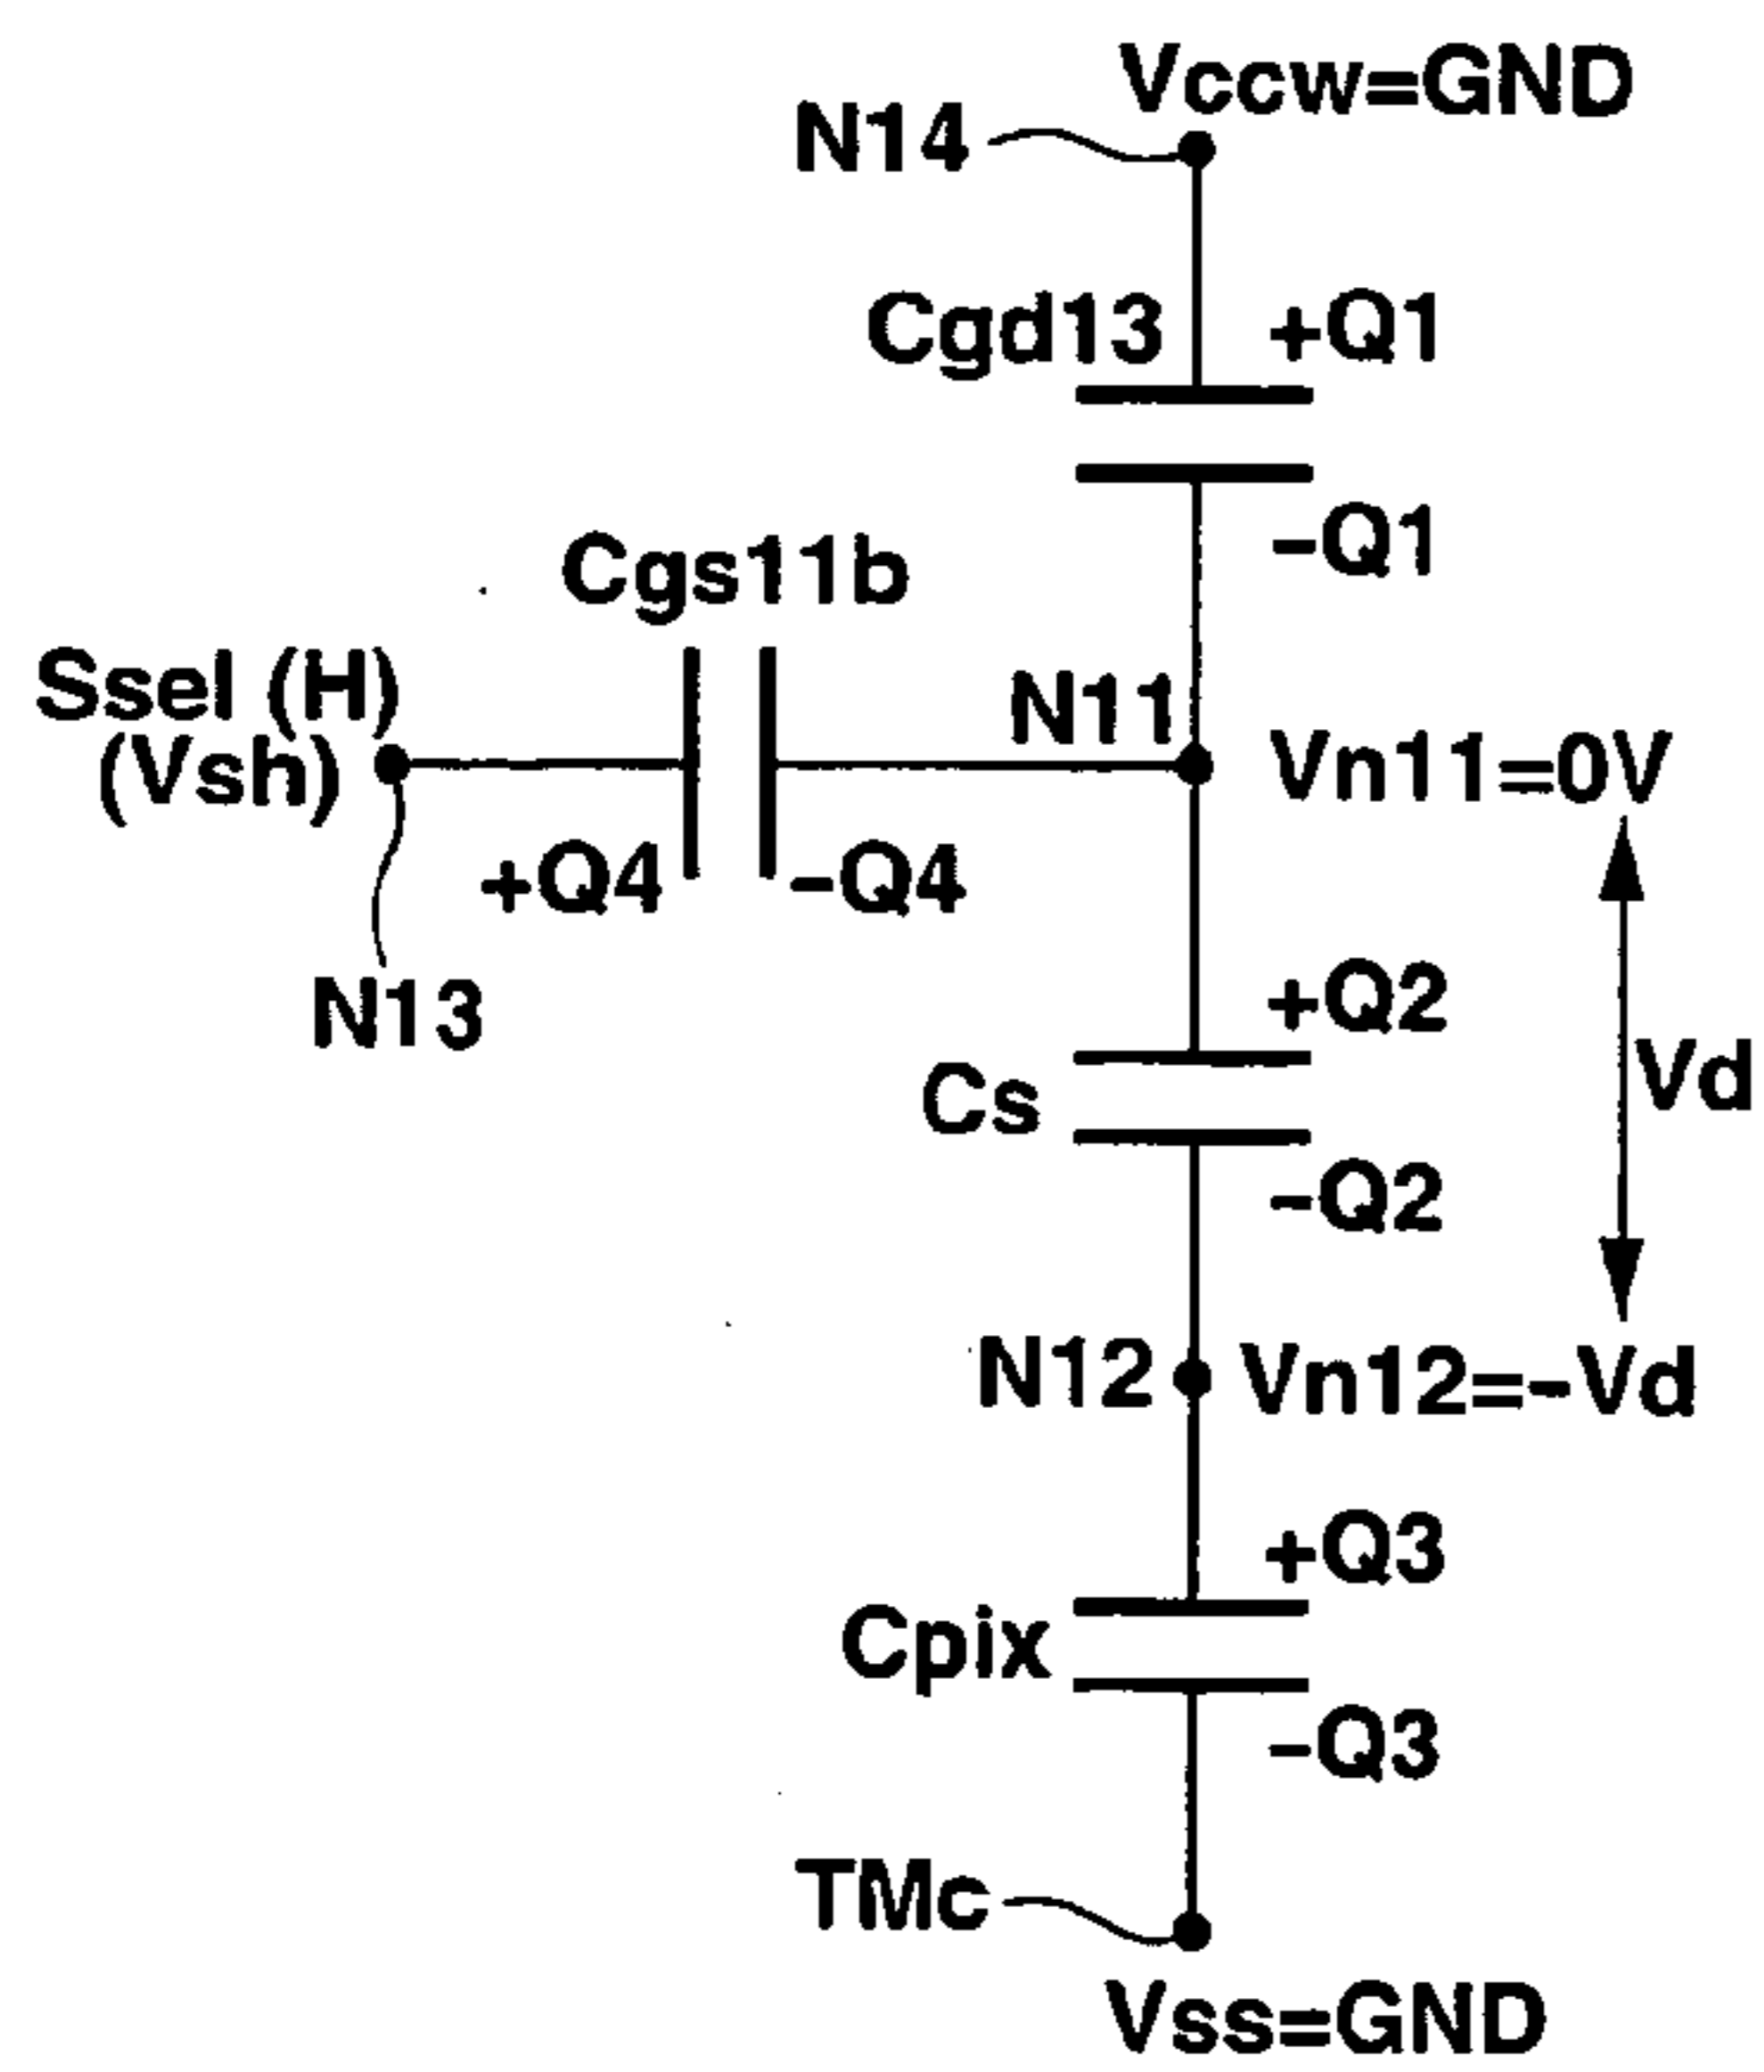 Vccw=GND
N14
Cgd13
+Q1
-Q1
Cgs11b
Ssel (H)
(Vsh)
N11
Vn11=0V
+Q4
-Q4
N13
+Q2
Cs
Vd
-Q2
N12
Vn12=-Vd
+Q3
Cpix
-Q3
TMc
Vss=GND